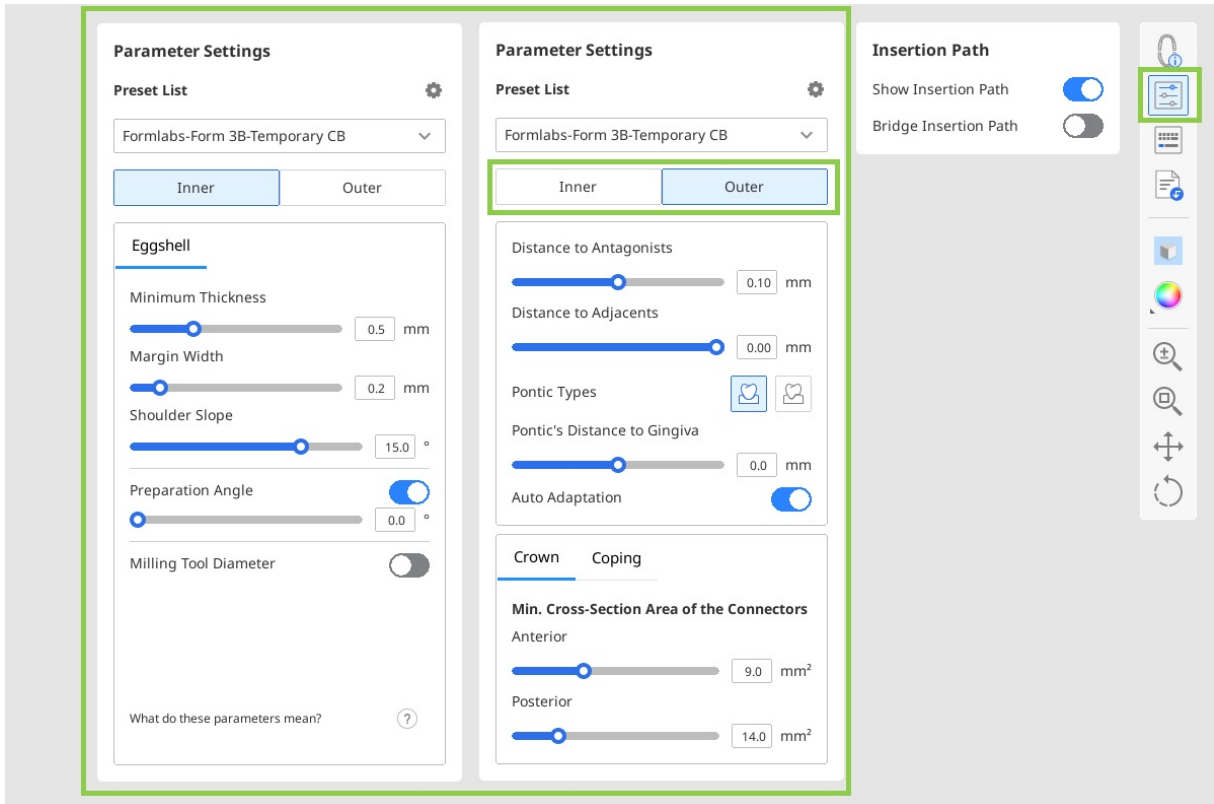 Parameter Settings
Preset List
Formlabs-Form 3B-Temporary CB
Inner Outer
Eggshell
Minimum Thickness
0.5 mm
Margin Width
0.2 mm
Shoulder Slope
15.0 °
Preparation Angle
0.0 °
Milling Tool Diameter
What do these parameters mean? ?
Parameter Settings
Preset List
Formlabs-Form 3B-Temporary CB
Inner Outer
Distance to Antagonists
0.10 mm
Distance to Adjacents
0.00 mm
Pontic Types
Pontic's Distance to Gingiva
0.0 mm
Auto Adaptation
Crown Coping
Min. Cross-Section Area of the Connectors
Anterior
9.0 mm²
Posterior
14.0 mm²
Insertion Path
Show Insertion Path
Bridge Insertion Path